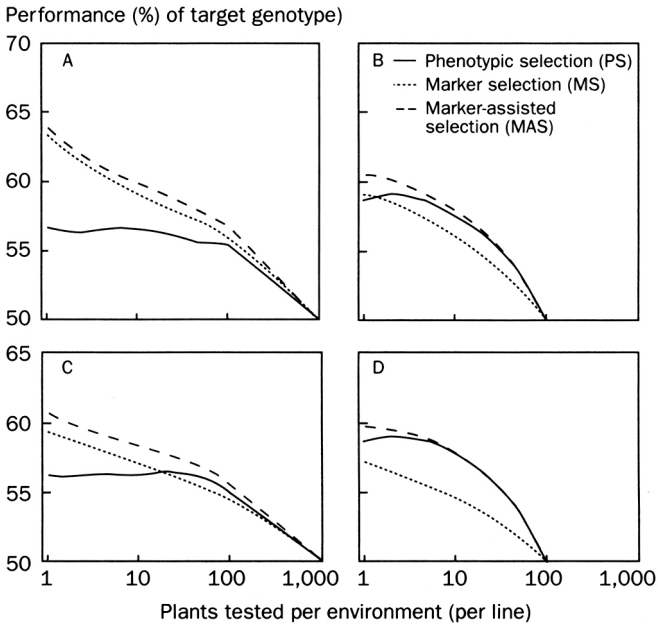 Performance (%) of target genotype)
70
A
B
Phenotypic selection (PS)
Marker selection (MS)
Marker-assisted
selection (MAS)
65
60
55
50
65
C
D
60
55
50
1
10
100
1,000
1
10
100
1,000
Plants tested per environment (per line)